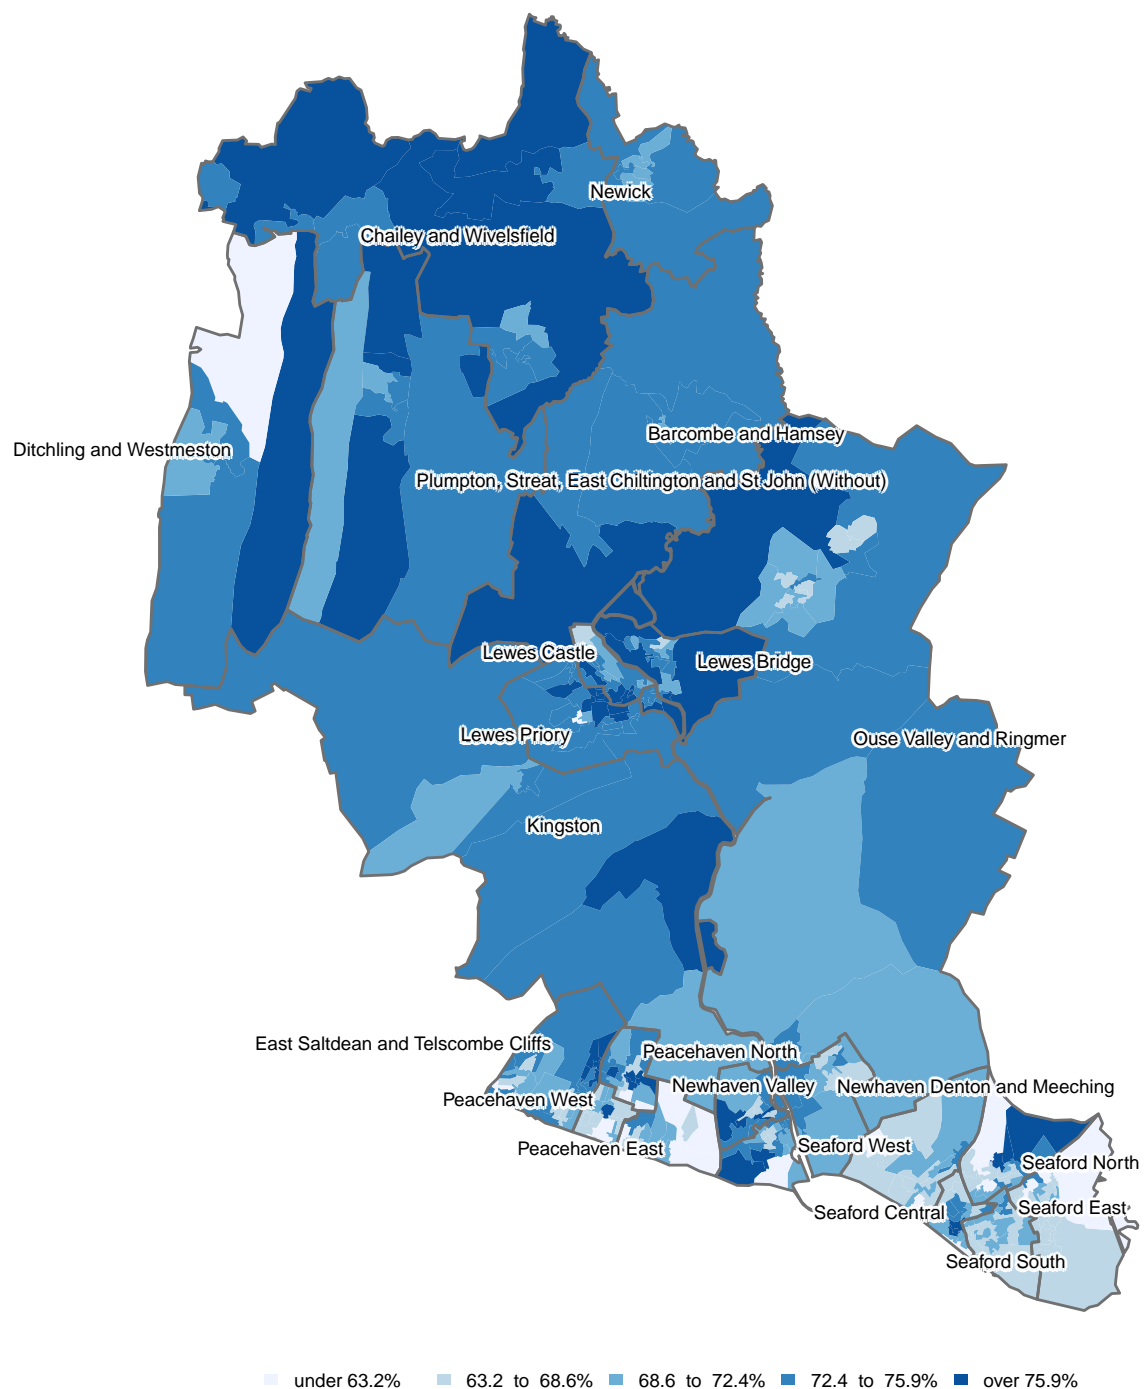 Newick
Chailey and Wivelsfield
Barcombe and Hamsey
Ditchling and Westmeston
Plumpton, Streat, East Chiltington and St John (Without)
Lewes Castle
Lewes Bridge
Lewes Priory
Ouse Valley and Ringmer
Kingston
East Saltdean and Telscombe Cliffs
Peacehaven North
Newhaven Valley
Newhaven Denton and Meeching
Peacehaven West
Peacehaven East
Seaford West
Seaford North
Seaford Central
Seaford East
Seaford South
under 63.2% 63.2 to 68.6% 68.6 to 72.4% 72.4 to 75.9% over 75.9%